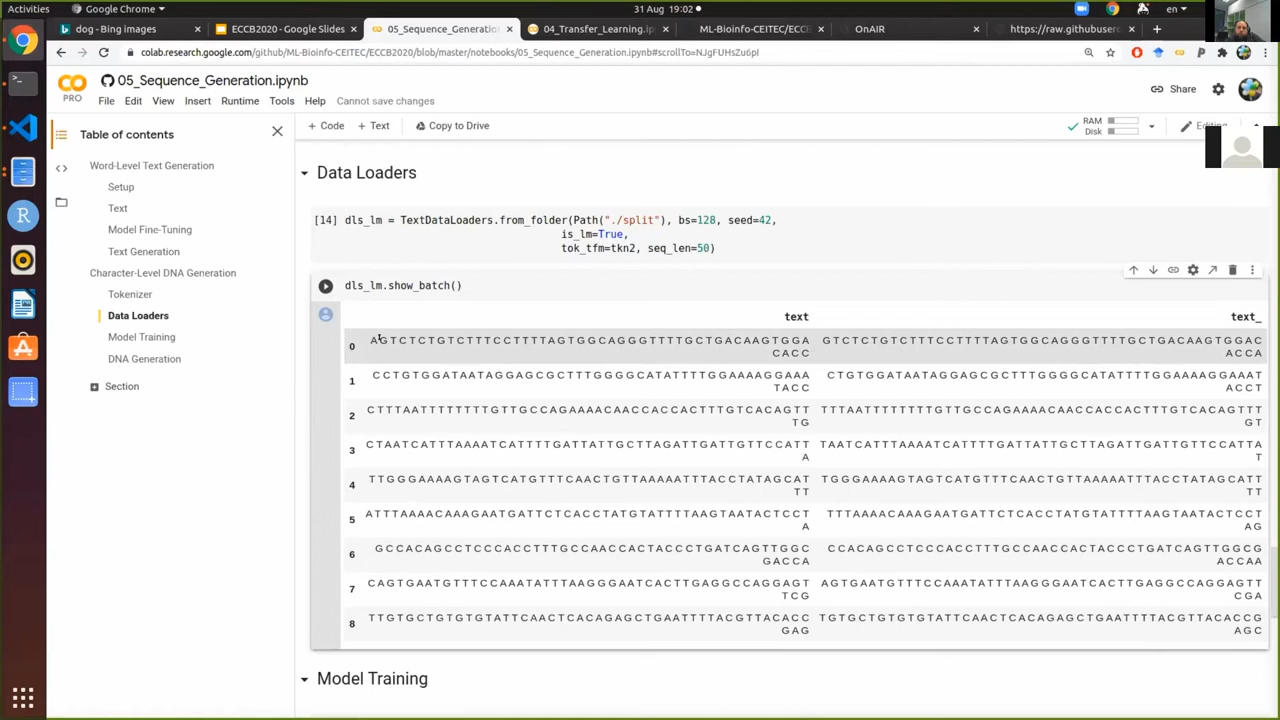 Activities
Google Chrome
31 Aug 19:02
en
dog - Bing images
ECCB2020 - Google Slides
05_Sequence_Generatio
04_Transfer_Learning.ip
ML-Bioinfo-CEITEC/ECC
OnAIR
https://raw.githubuserc
colab.research.google.com/github/ML-Bioinfo-CEITEC/ECCB2020/blob/master/notebooks/05_Sequence_Generation.ipynb#scrollTo=NJgFUHsZu6pI
PRO
05_Sequence_Generation.ipynb
File Edit View Insert Runtime Tools Help Cannot save changes
Share
+ Code + Text Copy to Drive
RAM
Disk
Editing
Table of contents
Word-Level Text Generation
Setup
Text
Model Fine-Tuning
Text Generation
Character-Level DNA Generation
Tokenizer
Data Loaders
Model Training
DNA Generation
Section
Data Loaders
[14] dls_lm = TextDataLoaders.from_folder(Path("./split"), bs=128, seed=42,
is_lm=True,
tok_tfm=tkn2, seq_len=50)
dls_lm.show_batch()
text text_
0 A G T C T C T G T C T T T C C T T T T A G T G G C A G G G T T T T G C T G A C A A G T G G A G T C T C T G T C T T T C C T T T T A G T G G C A G G G T T T T G C T G A C A A G T G G A C
C A C C A C C A
1 C C T G T G G A T A A T A G G A G C G C T T T G G G G C A T A T T T T G G A A A A G G A A A C T G T G G A T A A T A G G A G C G C T T T G G G G C A T A T T T T G G A A A A G G A A A T
T A C C A C C T
2 C T T T A A T T T T T T T T G T T G C C A G A A A A C A A C C A C C A C T T T G T C A C A G T T T T T A A T T T T T T T T G T T G C C A G A A A A C A A C C A C C A C T T T G T C A C A G T T T
T G G T
3 C T A A T C A T T T A A A A T C A T T T T G A T T A T T G C T T A G A T T G A T T G T T C C A T T T A A T C A T T T A A A A T C A T T T T G A T T A T T G C T T A G A T T G A T T G T T C C A T T A
A T
4 T T G G G A A A A G T A G T C A T G T T T C A A C T G T T A A A A A T T T A C C T A T A G C A T T G G G A A A A G T A G T C A T G T T T C A A C T G T T A A A A A T T T A C C T A T A G C A T T
T T T T
5 A T T T A A A A C A A A G A A T G A T T C T C A C C T A T G T A T T T T A A G T A A T A C T C C T T T T A A A A C A A A G A A T G A T T C T C A C C T A T G T A T T T T A A G T A A T A C T C C T
A A G
6 G C C A C A G C C T C C C A C C T T T G C C A A C C A C T A C C C T G A T C A G T T G G C C C A C A G C C T C C C A C C T T T G C C A A C C A C T A C C C T G A T C A G T T G G C G
G A C C A A C C A A
7 C A G T G A A T G T T T C C A A A T A T T T A A G G G A A T C A C T T G A G G C C A G G A G T A G T G A A T G T T T C C A A A T A T T T A A G G G A A T C A C T T G A G G C C A G G A G T T
T C G C G A
8 T T G T G C T G T G T G T A T T C A A C T C A C A G A G C T G A A T T T T A C G T T A C A C C T G T G C T G T G T G T A T T C A A C T C A C A G A G C T G A A T T T T A C G T T A C A C C G
G A G A G C
Model Training